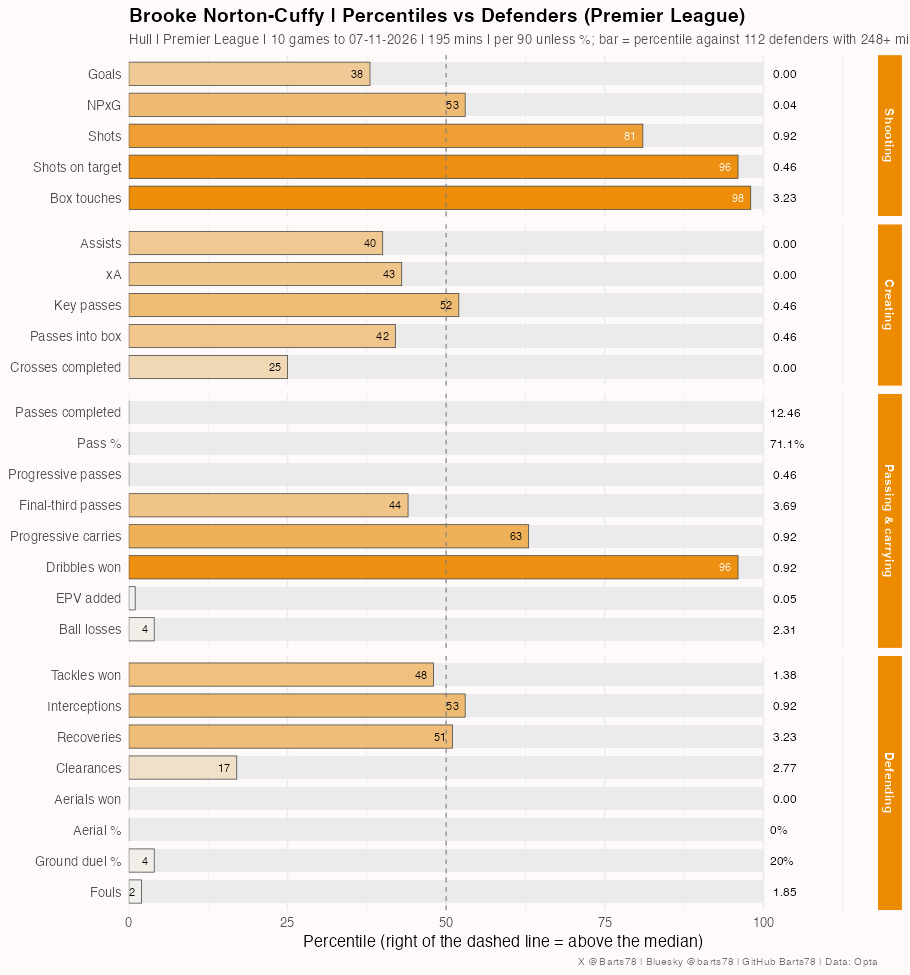 Brooke Norton-Cuffy | Percentiles vs Defenders (Premier League)
Hull | Premier League | 10 games to 07-11-2026 | 195 mins | per 90 unless %; bar = percentile against 112 defenders with 248+ mi
Goals 38 0.00
NPxG 53 0.04
Shots 81 0.92
Shots on target 96 0.46
Box touches 98 3.23
Shooting
Assists 40 0.00
xA 43 0.00
Key passes 52 0.46
Passes into box 42 0.46
Crosses completed 25 0.00
Creating
Passes completed 12.46
Pass % 71.1%
Progressive passes 0.46
Final-third passes 44 3.69
Progressive carries 63 0.92
Dribbles won 96 0.92
EPV added 0.05
Ball losses 4 2.31
Passing & carrying
Tackles won 48 1.38
Interceptions 53 0.92
Recoveries 51 3.23
Clearances 17 2.77
Aerials won 0.00
Aerial % 0%
Ground duel % 4 20%
Fouls 2 1.85
Defending
0 25 50 75 100
Percentile (right of the dashed line = above the median)
X @Barts78 | Bluesky @barts78 | GitHub Barts78 | Data: Opta